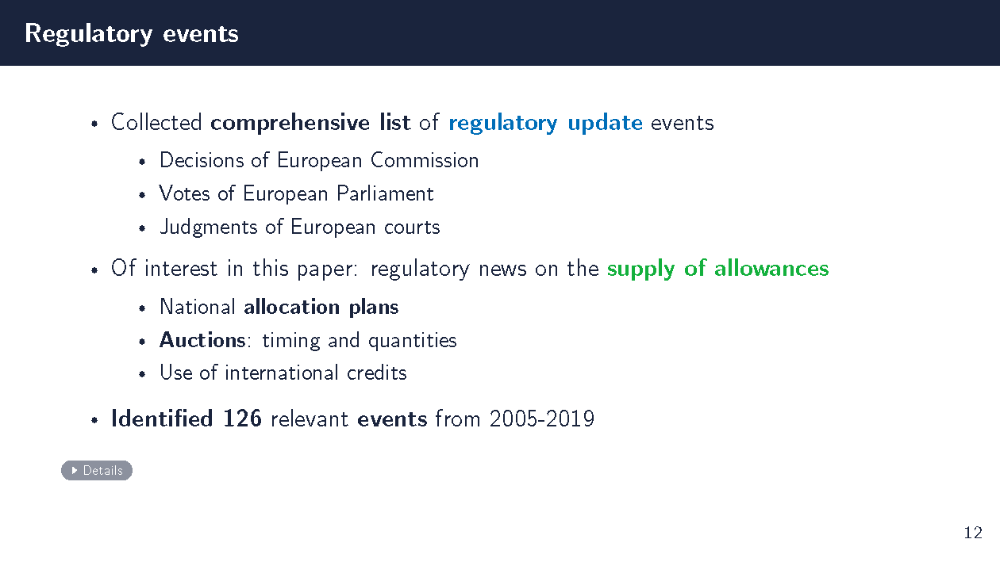 Regulatory events
• Collected comprehensive list of regulatory update events
• Decisions of European Commission
• Votes of European Parliament
• Judgments of European courts
• Of interest in this paper: regulatory news on the supply of allowances
• National allocation plans
• Auctions: timing and quantities
• Use of international credits
• Identified 126 relevant events from 2005-2019
Details
12